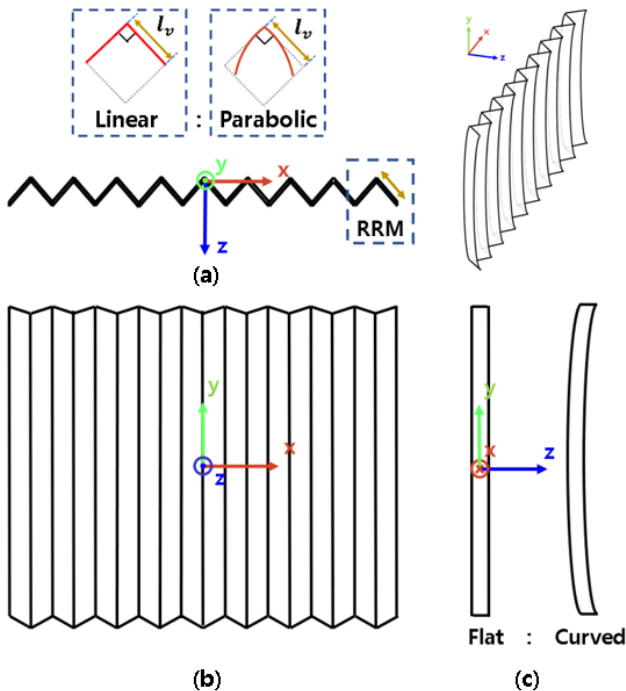 l_v
l_v
Linear : Parabolic
y
x
z
y
x
RRM
z
(a)
y
x
z
y
x
z
Flat : Curved
(b)
(c)